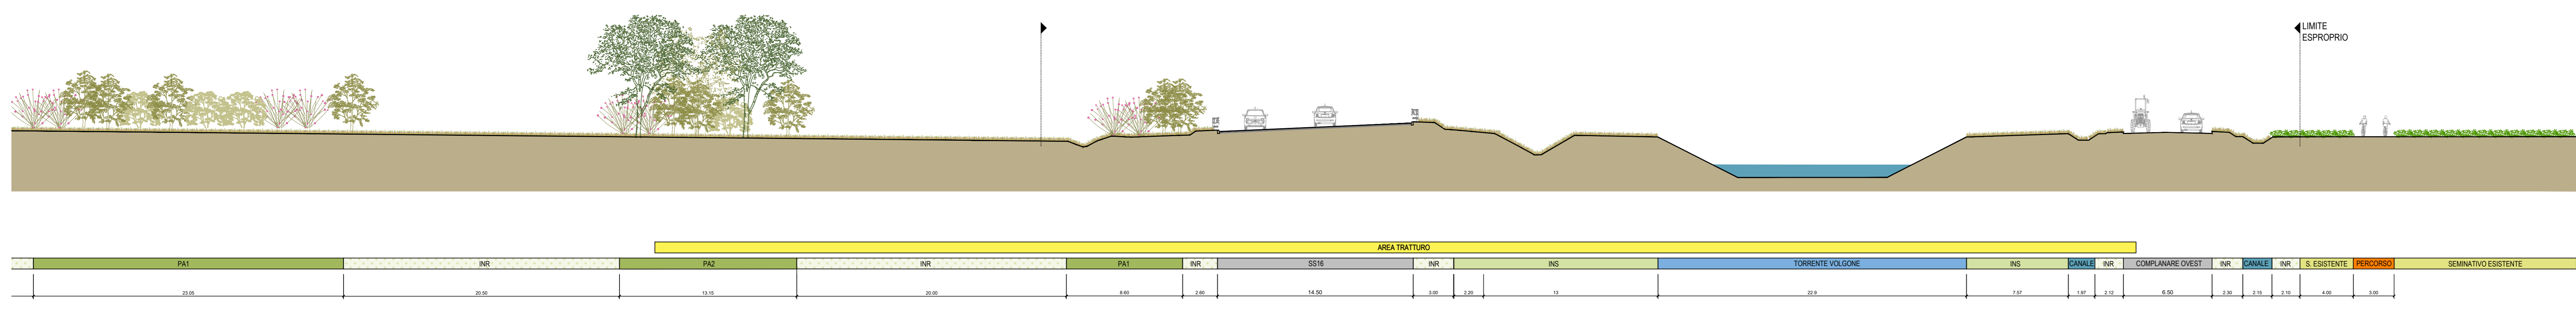 LIMITE
ESPROPRIO
AREA TRATTURO
PA1 INR PA2 INR PA1 INR SS16 INR INS TORRENTE VOLGONE INS CANALE INR COMPLANARE OVEST INR CANALE INR S. ESISTENTE PERCORSO SEMINATIVO ESISTENTE
23.05 20.50 13.15 20.00 8.60 2.60 14.50 3.00 2.20 13 22.9 7.57 1.97 2.12 6.50 2.30 2.15 2.10 4.00 3.00